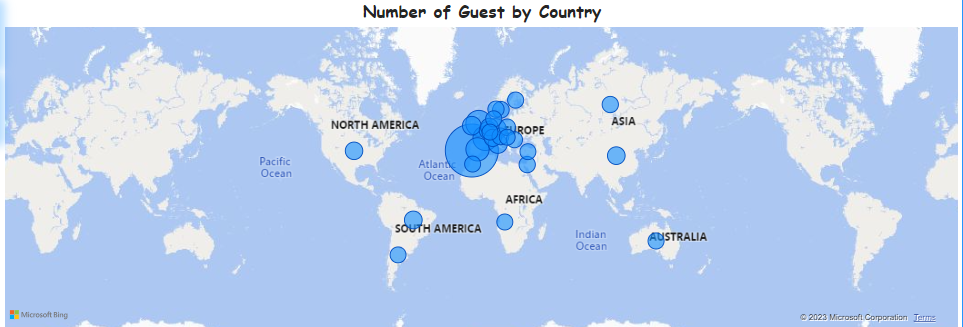 Number of Guest by Country
NORTH AMERICA
EUROPE
ASIA
Pacific
Ocean
Atlantic
Ocean
AFRICA
SOUTH AMERICA
Indian
Ocean
AUSTRALIA
Microsoft Bing
© 2023 Microsoft Corporation Terms